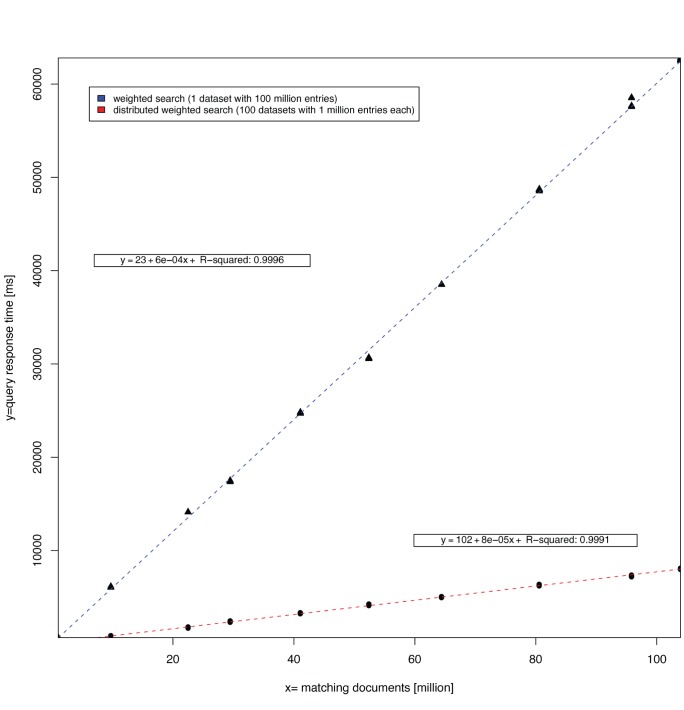 weighted search (1 dataset with 100 million entries)
distributed weighted search (100 datasets with 1 million entries each)
y = 23 + 6e−04x + R−squared: 0.9996
y = 102 + 8e−05x + R−squared: 0.9991
y=query response time [ms]
60000
50000
40000
30000
20000
10000
20 40 60 80 100
x= matching documents [million]